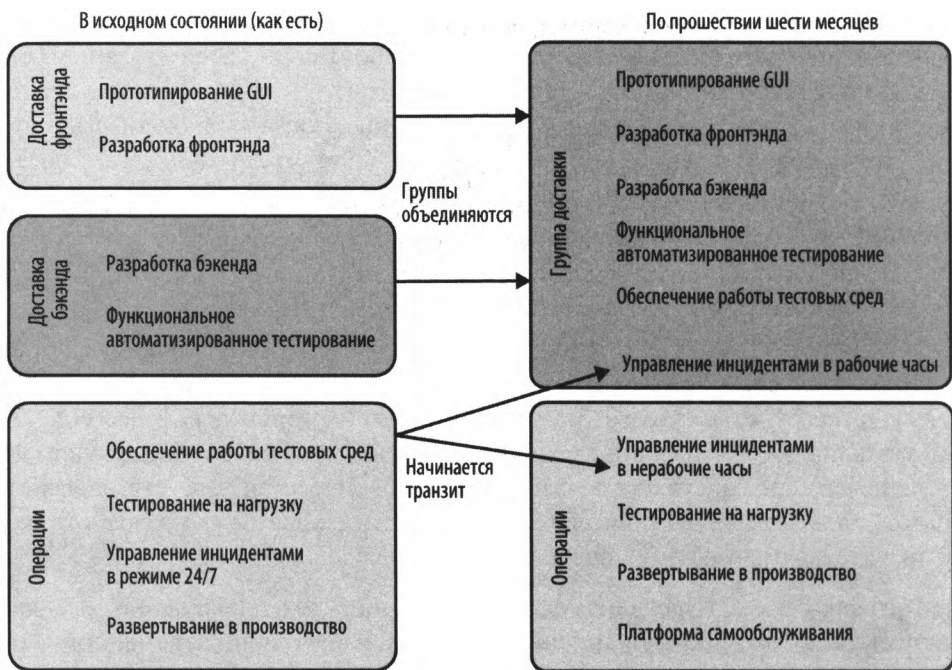 В исходном состоянии (как есть)
По прошествии шести месяцев
Доставка
фронтэнда
Прототипирование GUI
Разработка фронтэнда
Группы
объединяются
Доставка
бэкэнда
Разработка бэкенда
Функциональное
автоматизированное тестирование
Операции
Обеспечение работы тестовых сред
Тестирование на нагрузку
Управление инцидентами
в режиме 24/7
Развертывание в производство
Начинается
транзит
Группа доставки
Прототипирование GUI
Разработка фронтэнда
Разработка бэкенда
Функциональное
автоматизированное тестирование
Обеспечение работы тестовых сред
Управление инцидентами в рабочие часы
Операции
Управление инцидентами
в нерабочие часы
Тестирование на нагрузку
Развертывание в производство
Платформа самообслуживания